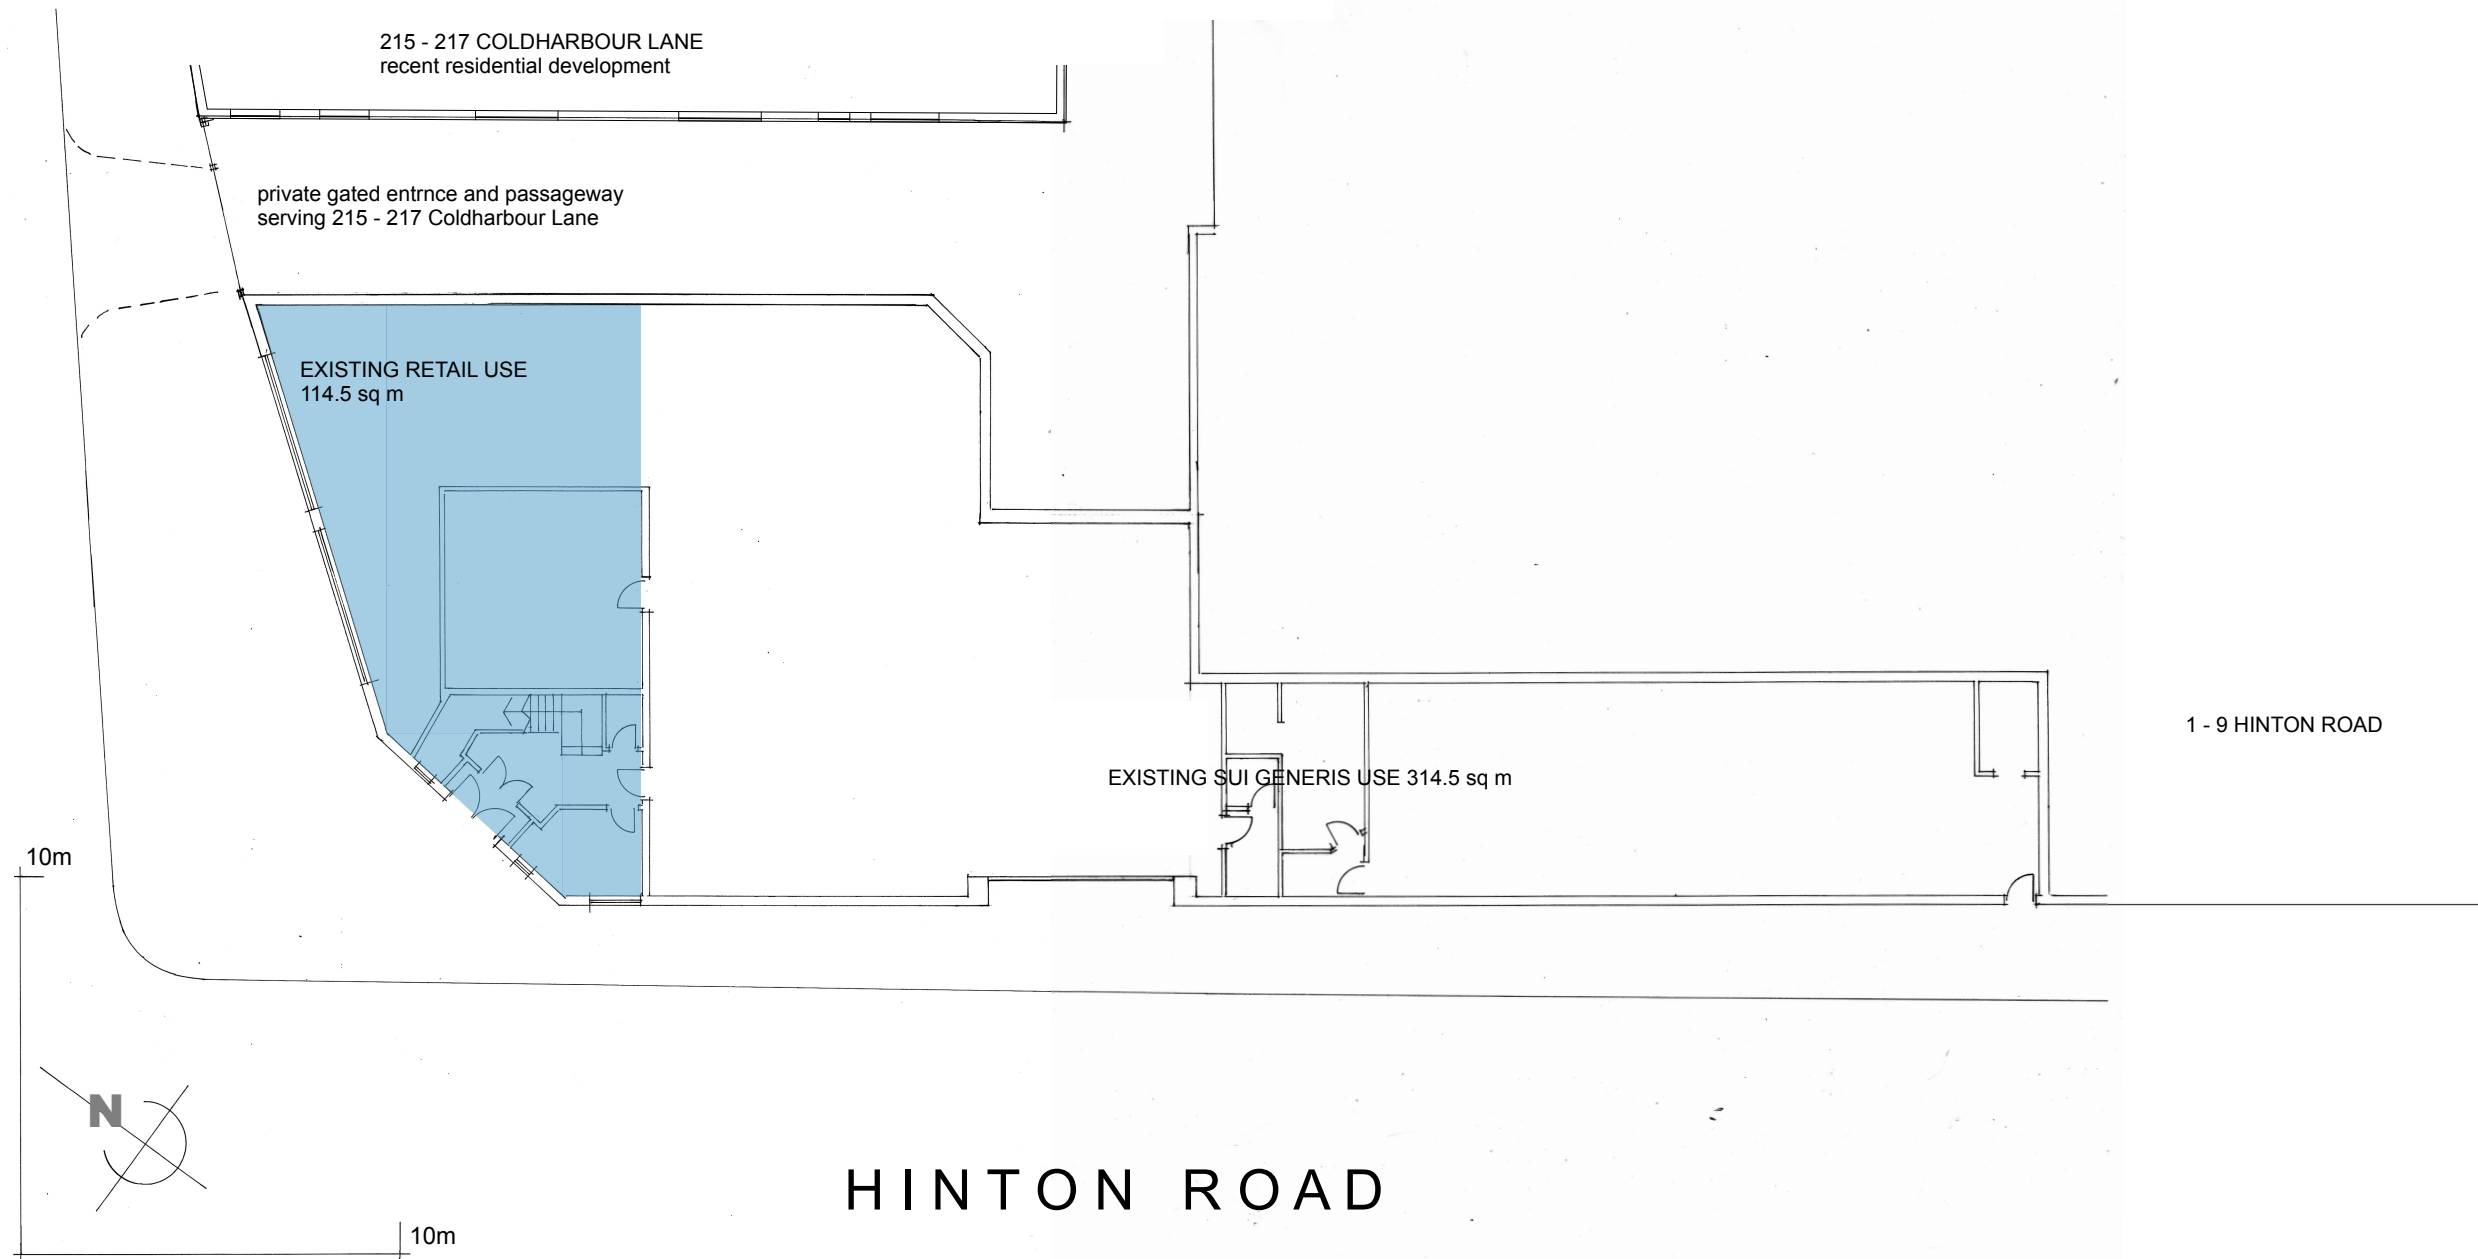 215 - 217 COLDHARBOUR LANE
recent residential development
private gated entrnce and passageway
serving 215 - 217 Coldharbour Lane
EXISTING RETAIL USE
114.5 sq m
1 - 9 HINTON ROAD
EXISTING SUI GENERIS USE 314.5 sq m
10m
N
HINTON ROAD
10m